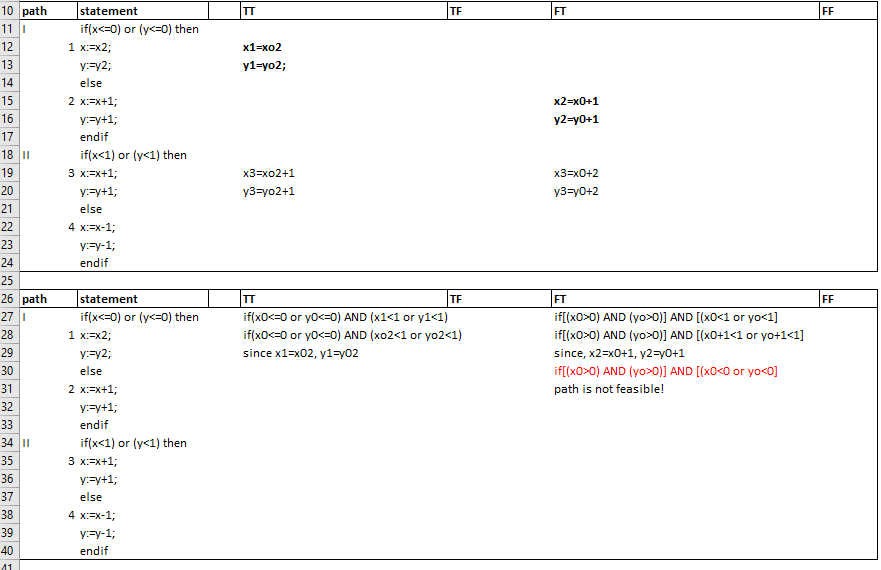 10 path statement TT TF FT FF
11 I if(x<=0) or (y<=0) then
12 1 x:=x2; x1=xo2
13 y:=y2; y1=yo2;
14 else
15 2 x:=x+1; x2=x0+1
16 y:=y+1; y2=y0+1
17 endif
18 II if(x<1) or (y<1) then
19 3 x:=x+1; x3=xo2+1 x3=x0+2
20 y:=y+1; y3=yo2+1 y3=y0+2
21 else
22 4 x:=x-1;
23 y:=y-1;
24 endif
25
26 path statement TT TF FT FF
27 I if(x<=0) or (y<=0) then if(x0<=0 or y0<=0) AND (x1<1 or y1<1) if[(x0>0) AND (yo>0)] AND [(x0<1 or yo<1]
28 1 x:=x2; if(x0<=0 or y0<=0) AND (xo2<1 or yo2<1) if[(x0>0) AND (yo>0)] AND [(x0+1<1 or yo+1<1]
29 y:=y2; since x1=x02, y1=y02 since, x2=x0+1, y2=y0+1
30 else if[(x0>0) AND (yo>0)] AND [(x0<0 or yo<0]
31 2 x:=x+1; path is not feasible!
32 y:=y+1;
33 endif
34 II if(x<1) or (y<1) then
35 3 x:=x+1;
36 y:=y+1;
37 else
38 4 x:=x-1;
39 y:=y-1;
40 endif
41